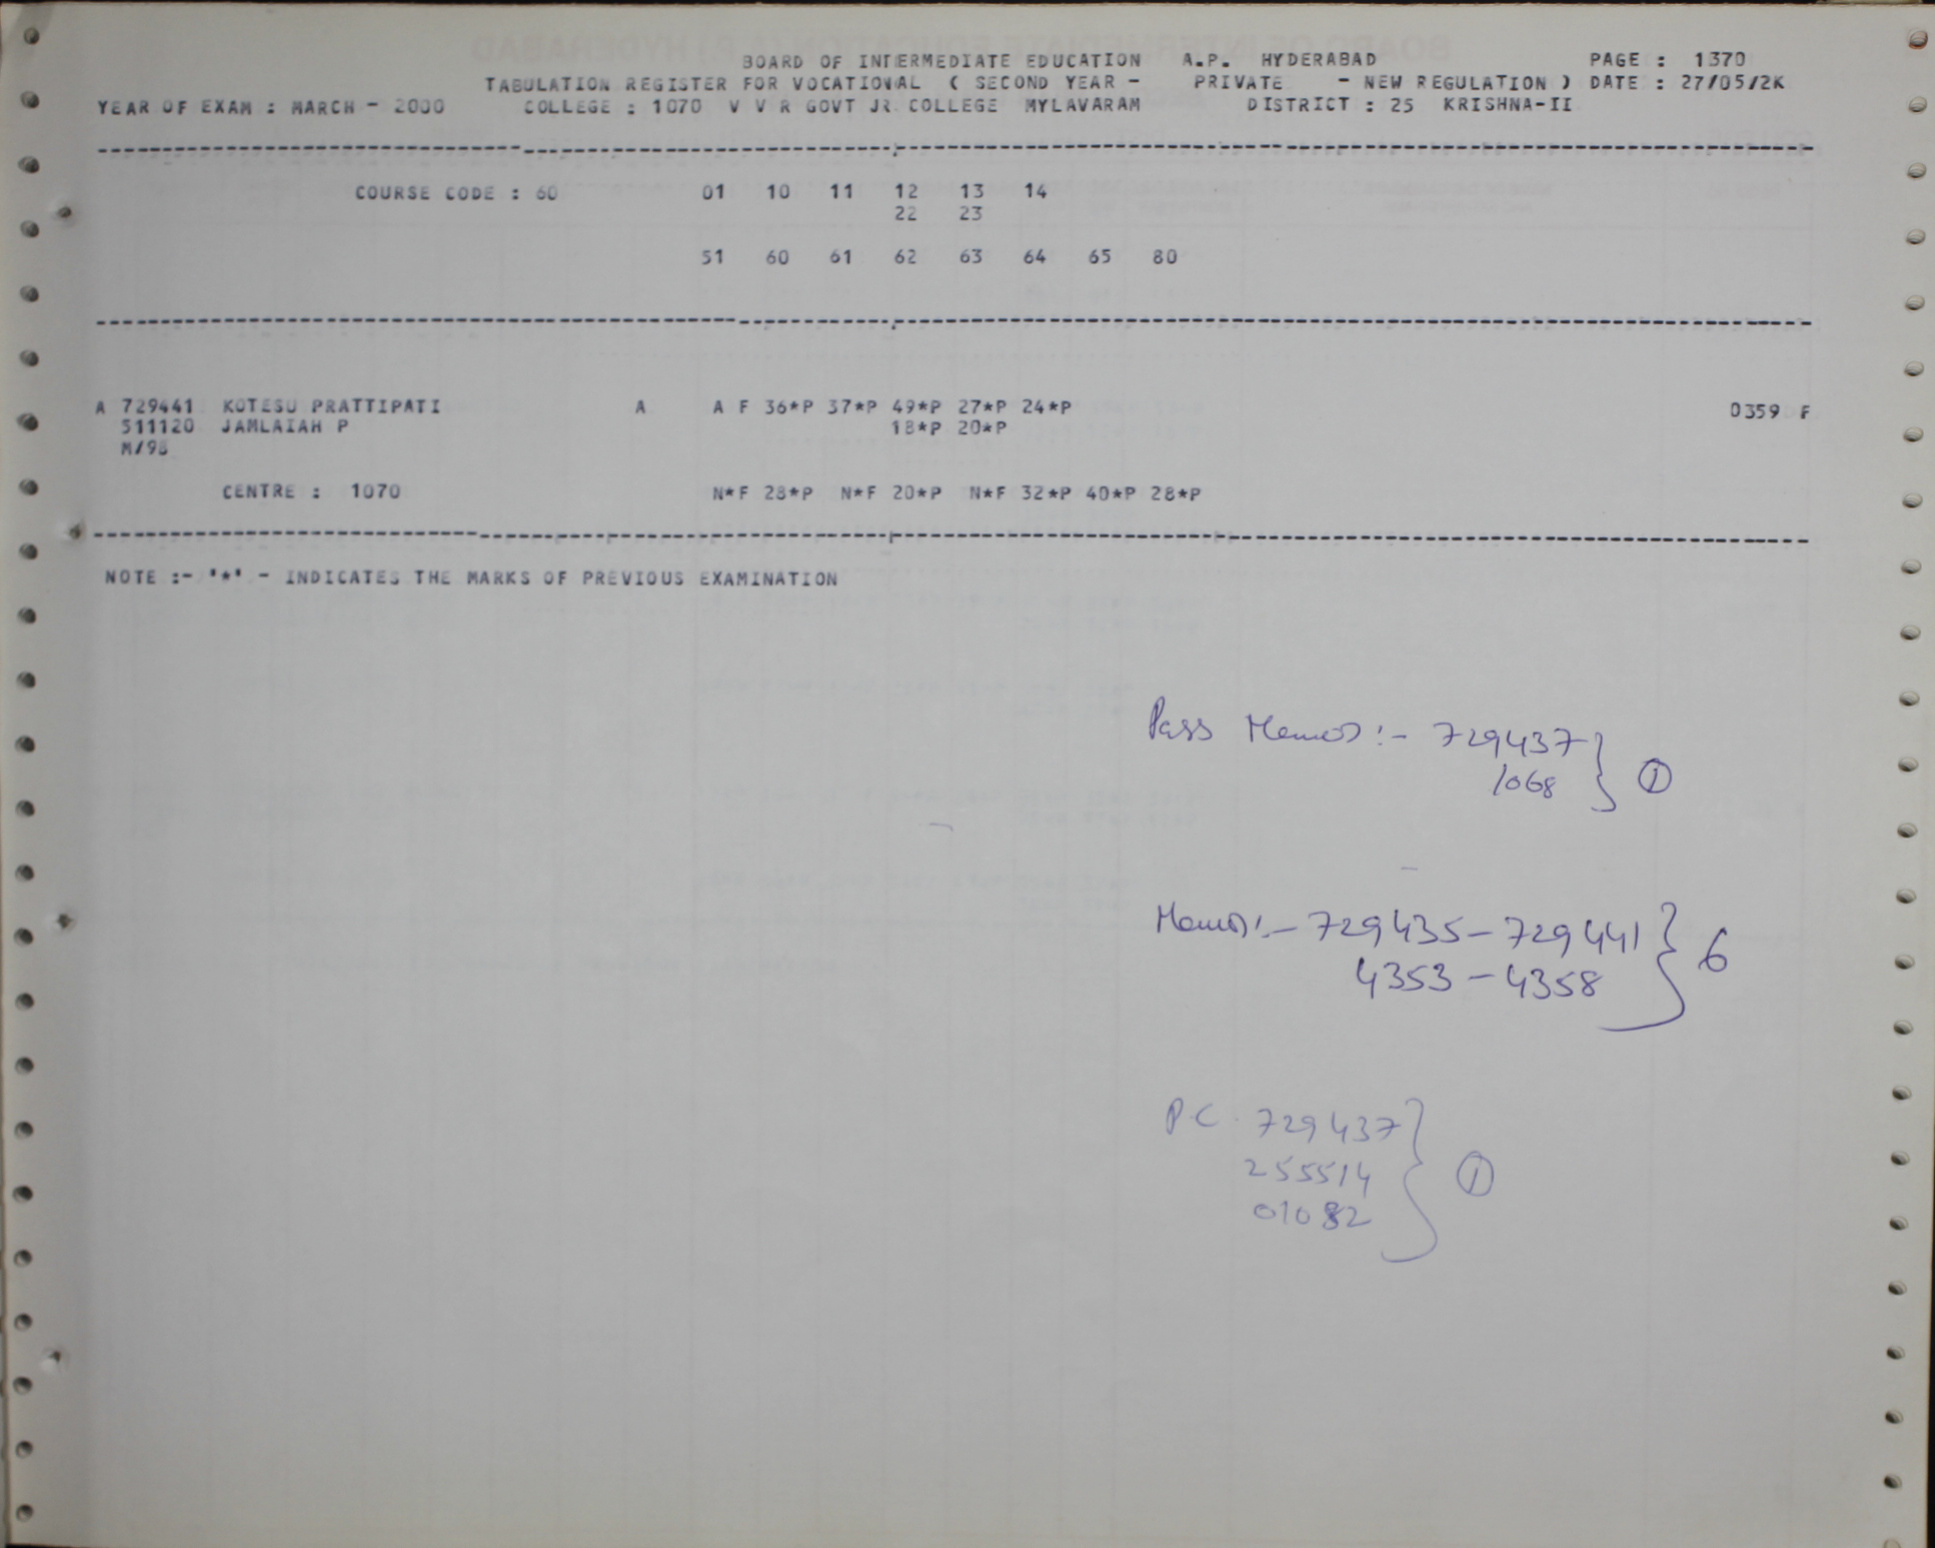 BOARD OF INTERMEDIATE EDUCATION A.P. HYDERABAD PAGE : 1370
TABULATION REGISTER FOR VOCATIONAL ( SECOND YEAR - PRIVATE - NEW REGULATION ) DATE : 27/05/2K
YEAR OF EXAM : MARCH - 2000 COLLEGE : 1070 V V R GOVT JR COLLEGE MYLAVARAM DISTRICT : 25 KRISHNA-II
COURSE CODE : 60 01 10 11 12 13 14
22 23
51 60 61 62 63 64 65 80
A 729441 KOTESU PRATTIPATI A A F 36*P 37*P 49*P 27*P 24*P 0359 F
511120 JAMLAIAH P 18*P 20*P
M/98
CENTRE : 1070 N*F 28*P N*F 20*P N*F 32*P 40*P 28*P
NOTE :- '*' - INDICATES THE MARKS OF PREVIOUS EXAMINATION
Pass Memos :- 729437
1068 } 1
Memos :- 729435 - 729441
4353 - 4358 } 6
PC 729437
255514 } 1
01082